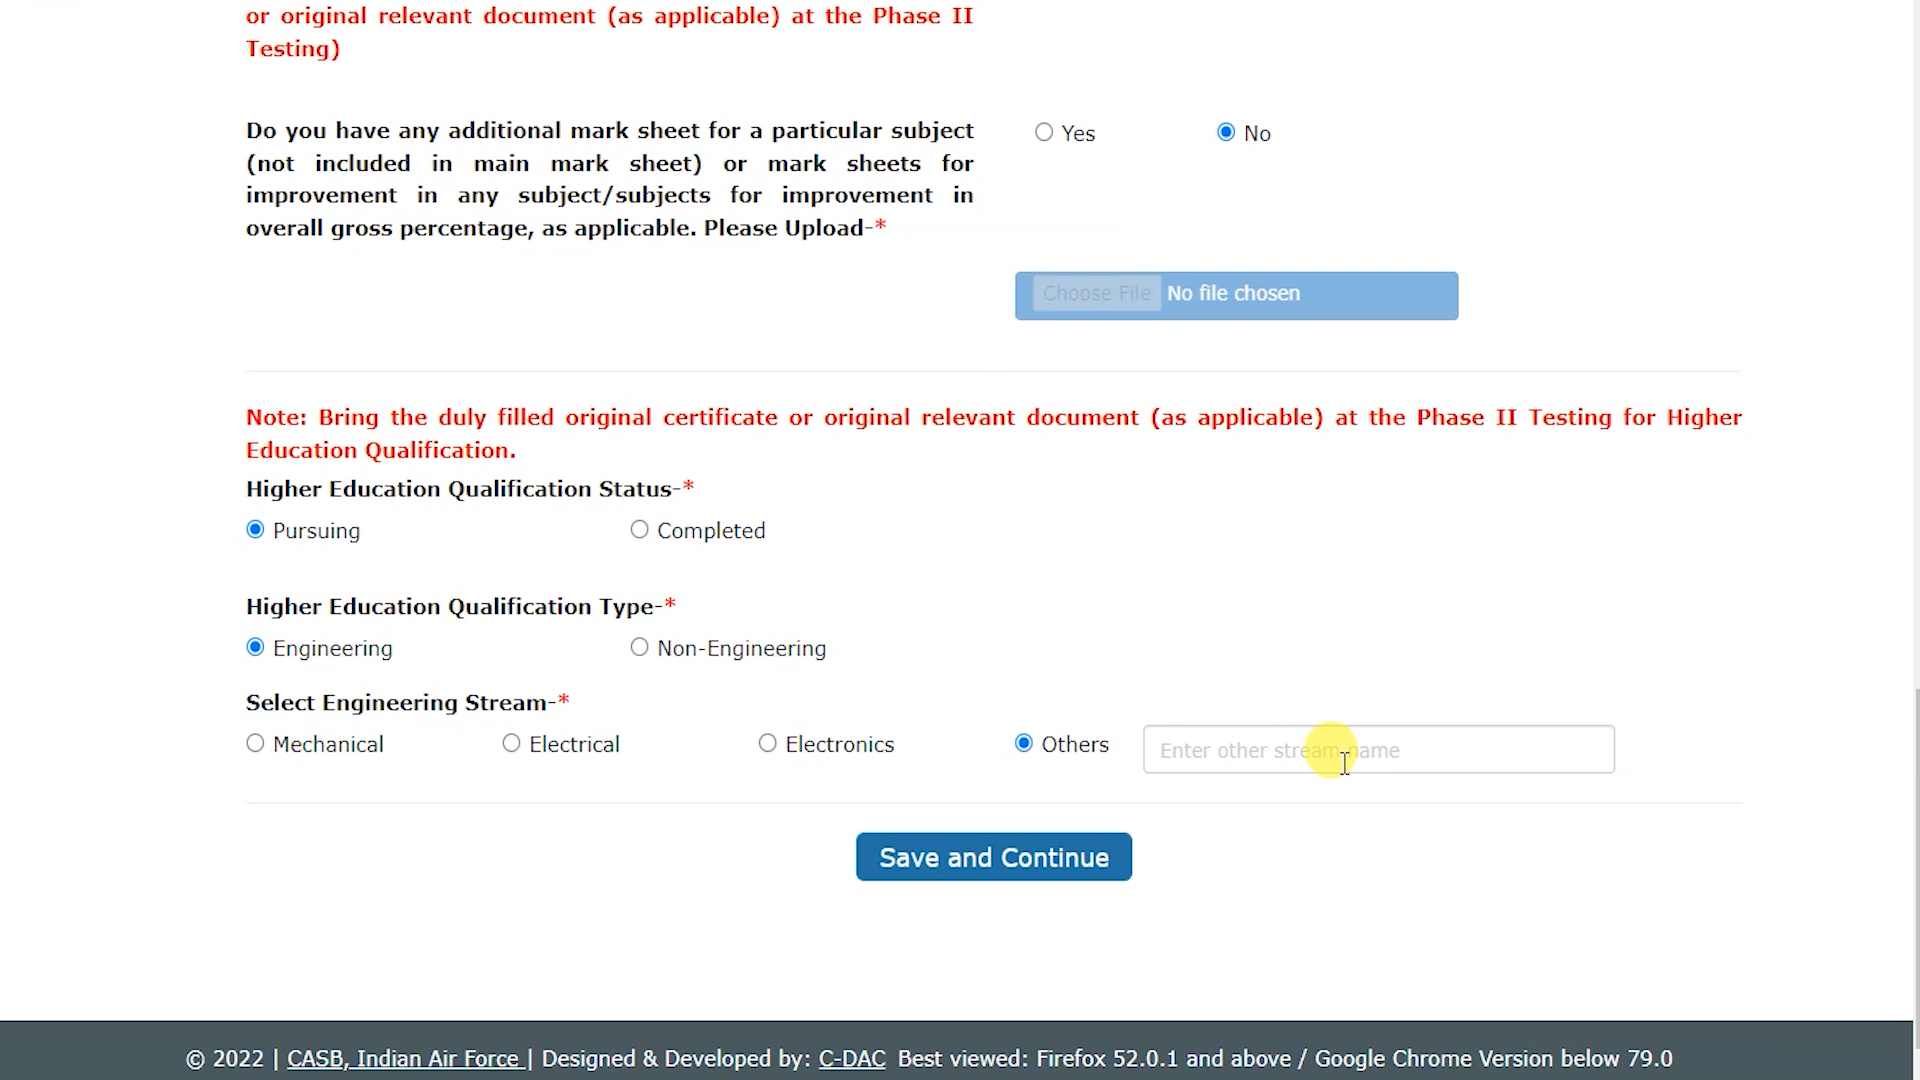 or original relevant document (as applicable) at the Phase II
Testing)
Do you have any additional mark sheet for a particular subject
(not included in main mark sheet) or mark sheets for
improvement in any subject/subjects for improvement in
overall gross percentage, as applicable. Please Upload-*
Yes No
Choose File No file chosen
Note: Bring the duly filled original certificate or original relevant document (as applicable) at the Phase II Testing for Higher
Education Qualification.
Higher Education Qualification Status-*
Pursuing Completed
Higher Education Qualification Type-*
Engineering Non-Engineering
Select Engineering Stream-*
Mechanical Electrical Electronics Others Enter other stream name
Save and Continue
© 2022 | CASB, Indian Air Force | Designed & Developed by: C-DAC Best viewed: Firefox 52.0.1 and above / Google Chrome Version below 79.0